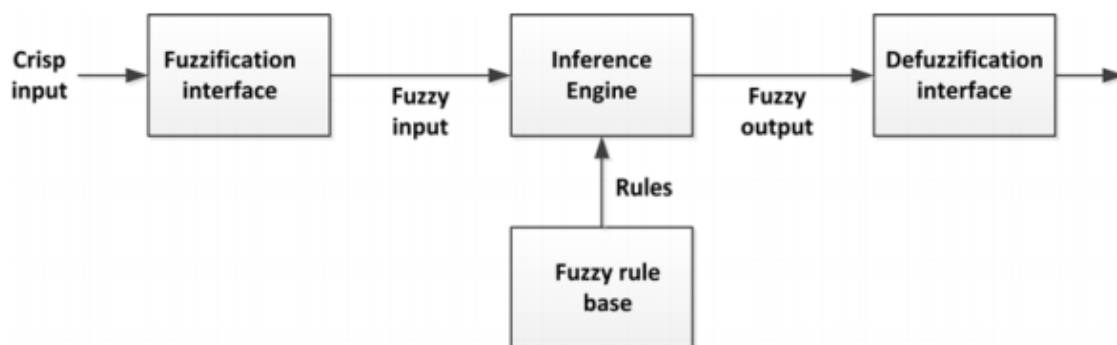 Crisp
input
Fuzzification
interface
Fuzzy
input
Inference
Engine
Fuzzy
output
Defuzzification
interface
Rules
Fuzzy rule
base